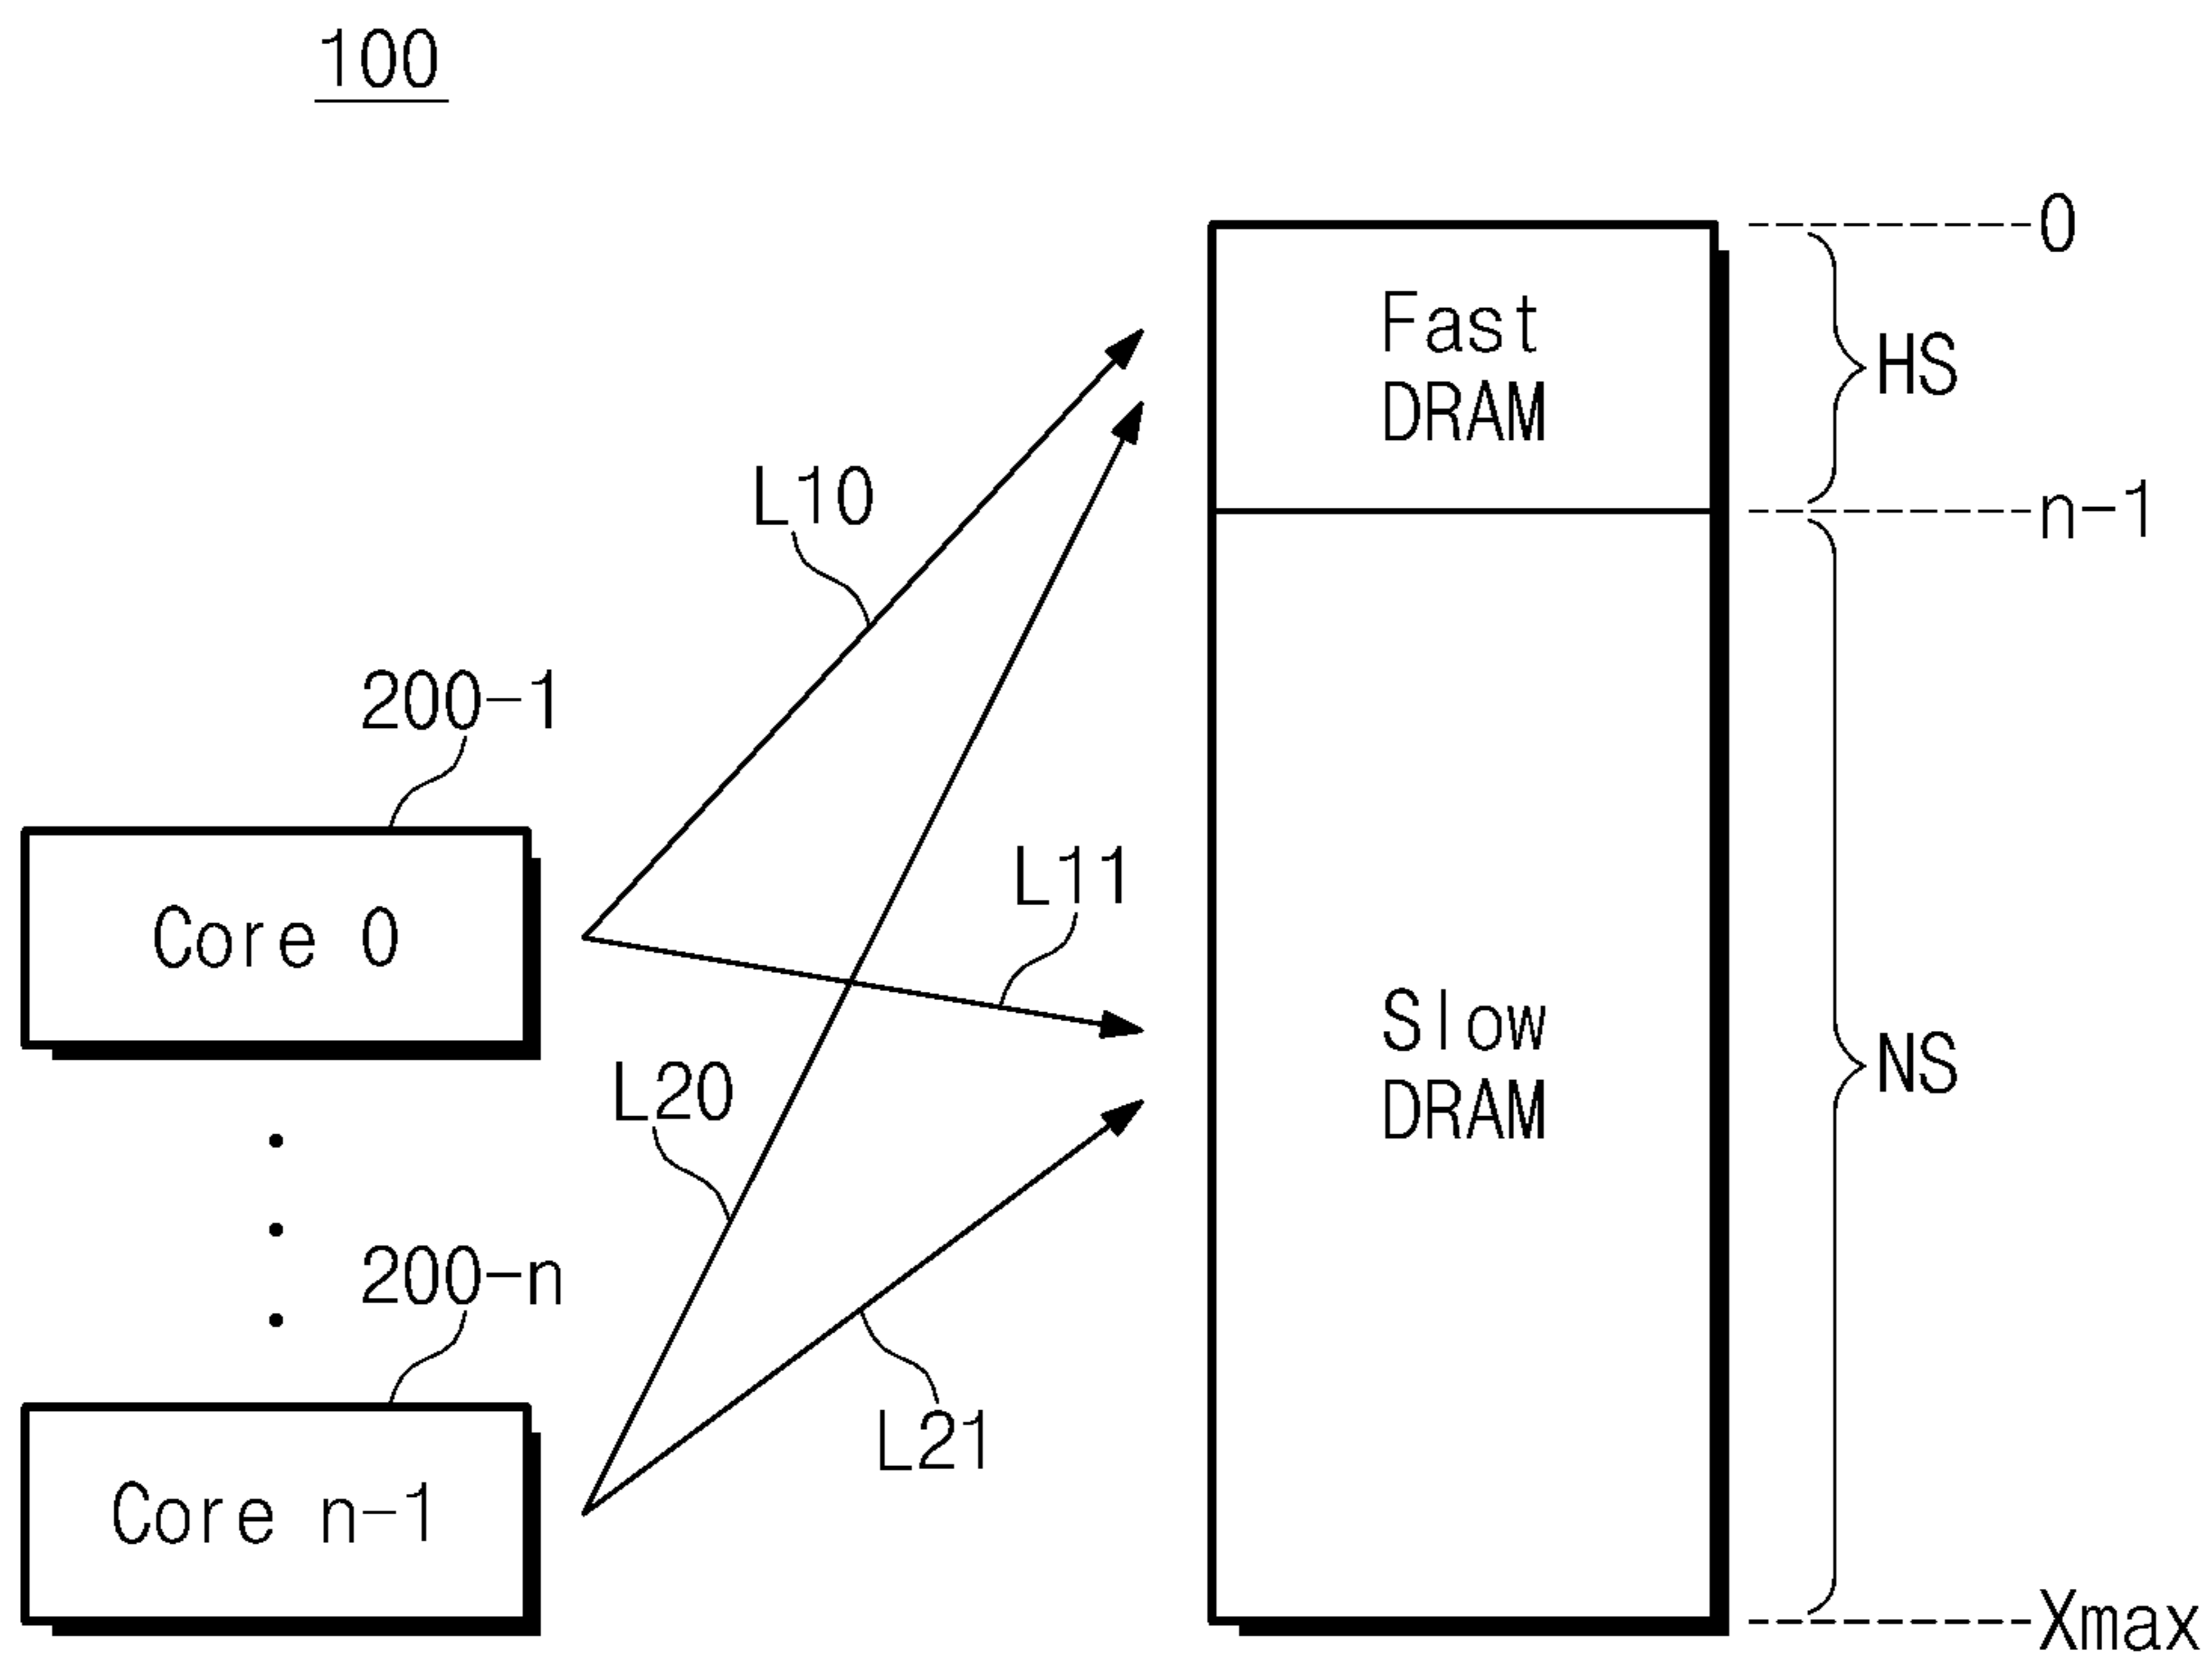 100
0
Fast
DRAM
HS
L10
n-1
200-1
L11
Core 0
Slow
DRAM
NS
L20
200-n
L21
Core n-1
Xmax